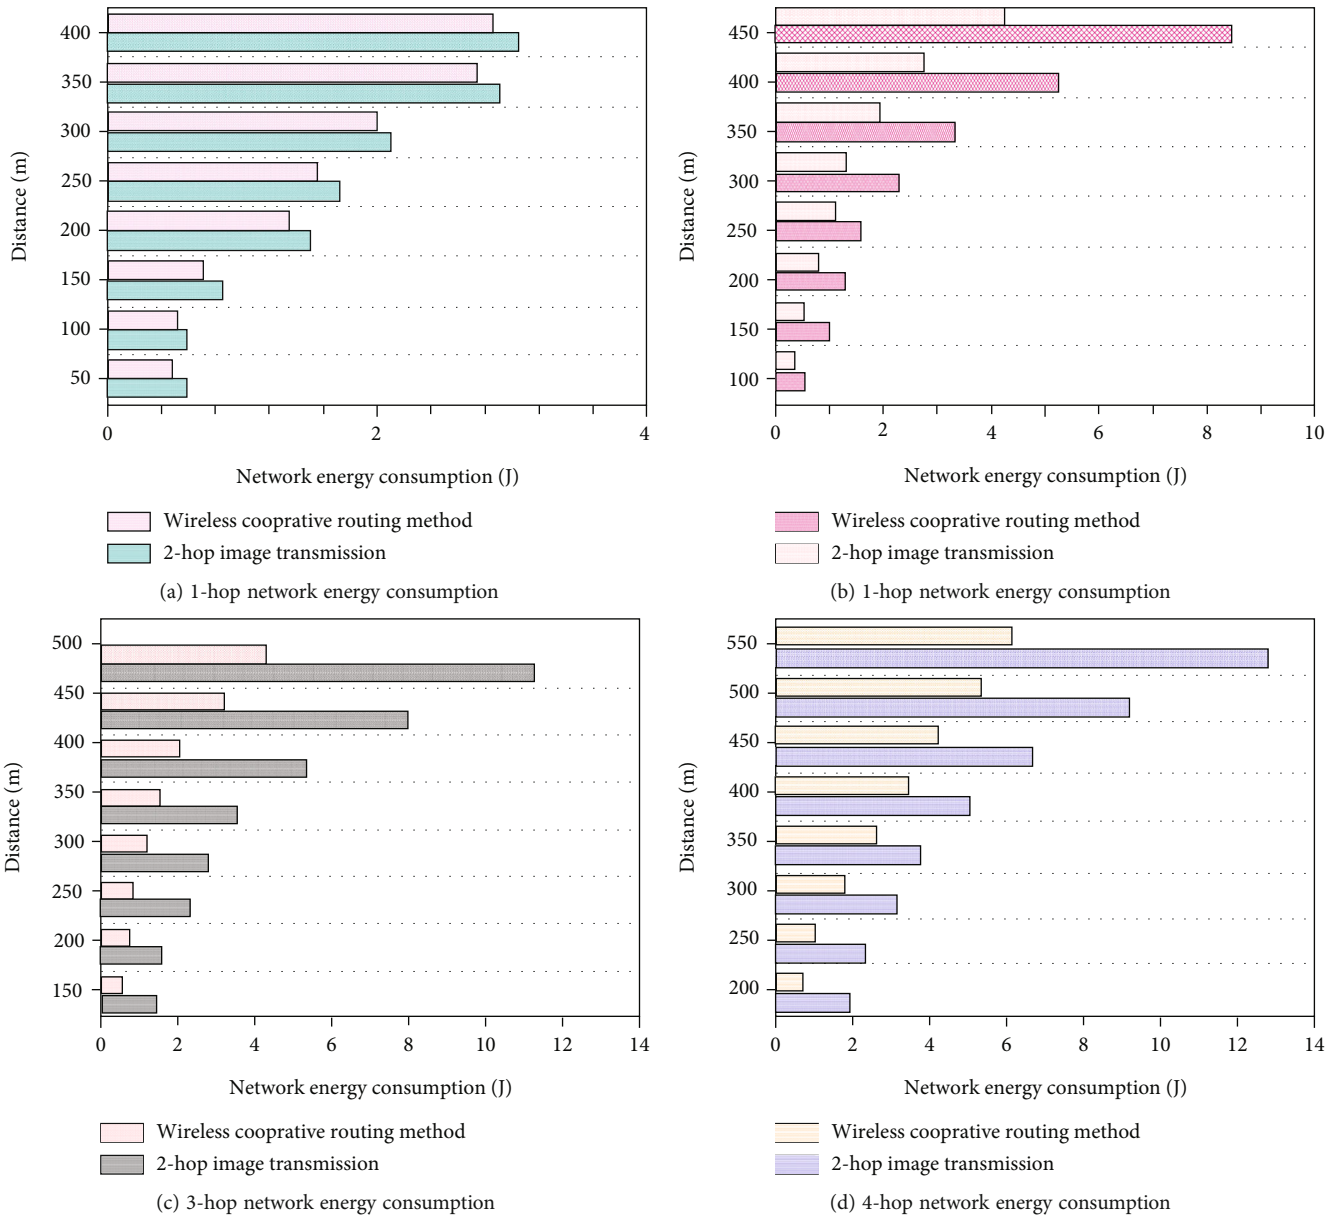 400
350
300
250
200
150
100
50
Distance (m)
0 2 4
Network energy consumption (J)
Wireless cooprative routing method
2-hop image transmission
(a) 1-hop network energy consumption
450
400
350
300
250
200
150
100
Distance (m)
0 2 4 6 8 10
Network energy consumption (J)
Wireless cooprative routing method
2-hop image transmission
(b) 1-hop network energy consumption
500
450
400
350
300
250
200
150
Distance (m)
0 2 4 6 8 10 12 14
Network energy consumption (J)
Wireless cooprative routing method
2-hop image transmission
(c) 3-hop network energy consumption
550
500
450
400
350
300
250
200
Distance (m)
0 2 4 6 8 10 12 14
Network energy consumption (J)
Wireless cooprative routing method
2-hop image transmission
(d) 4-hop network energy consumption